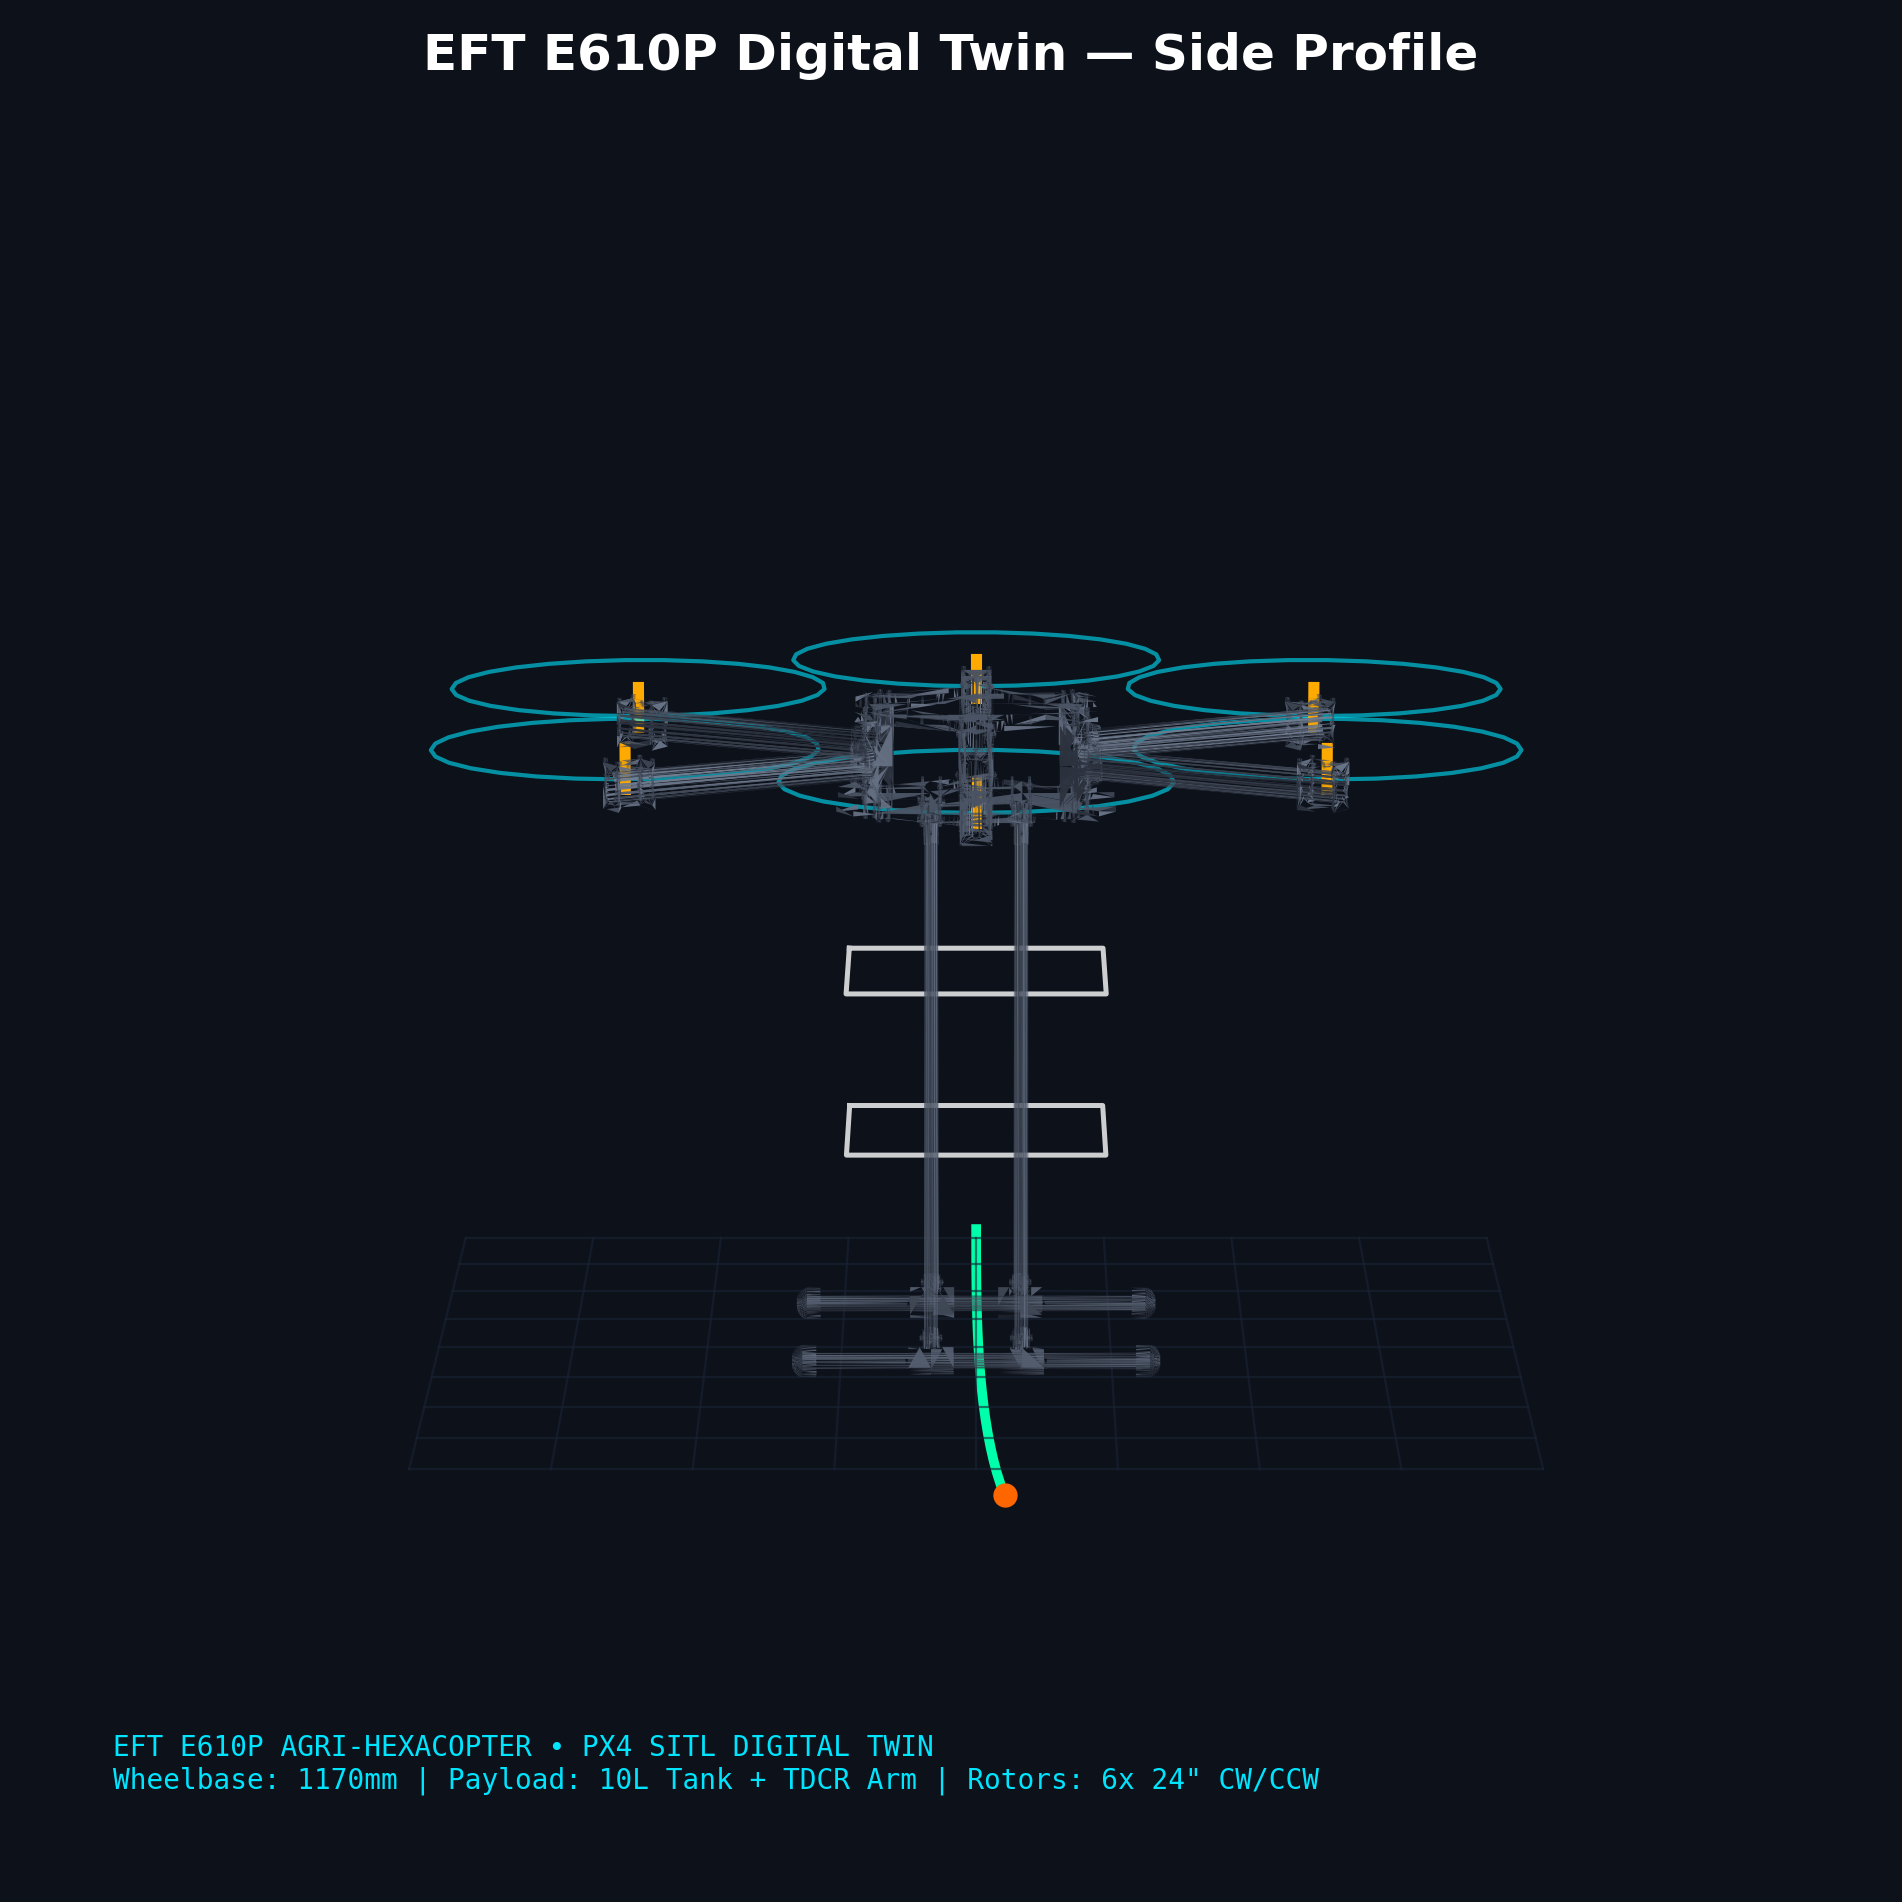 EFT E610P Digital Twin — Side Profile
EFT E610P AGRI-HEXACOPTER • PX4 SITL DIGITAL TWIN
Wheelbase: 1170mm | Payload: 10L Tank + TDCR Arm | Rotors: 6x 24" CW/CCW